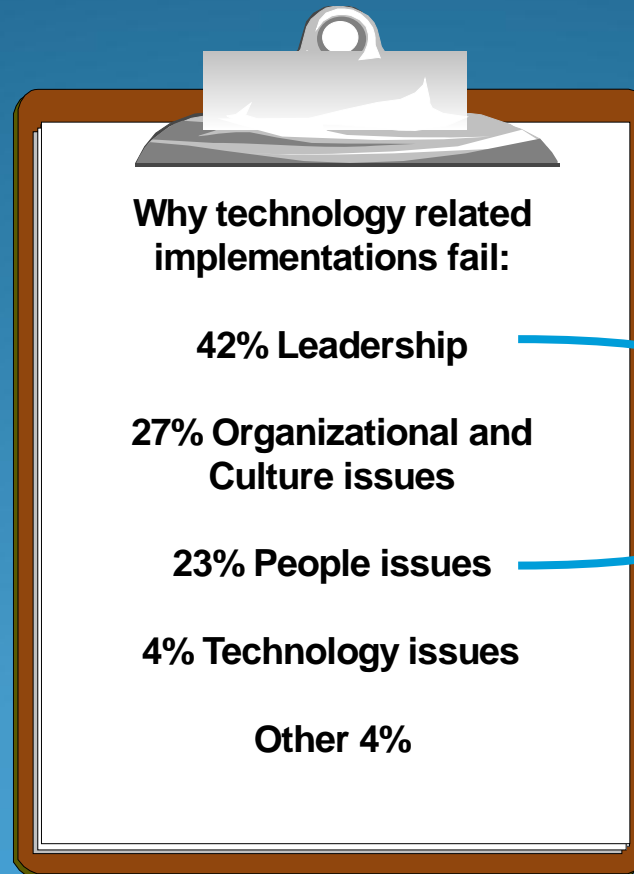 Why technology related
implementations fail:
42% Leadership
27% Organizational and
Culture issues
23% People issues
4% Technology issues
Other 4%